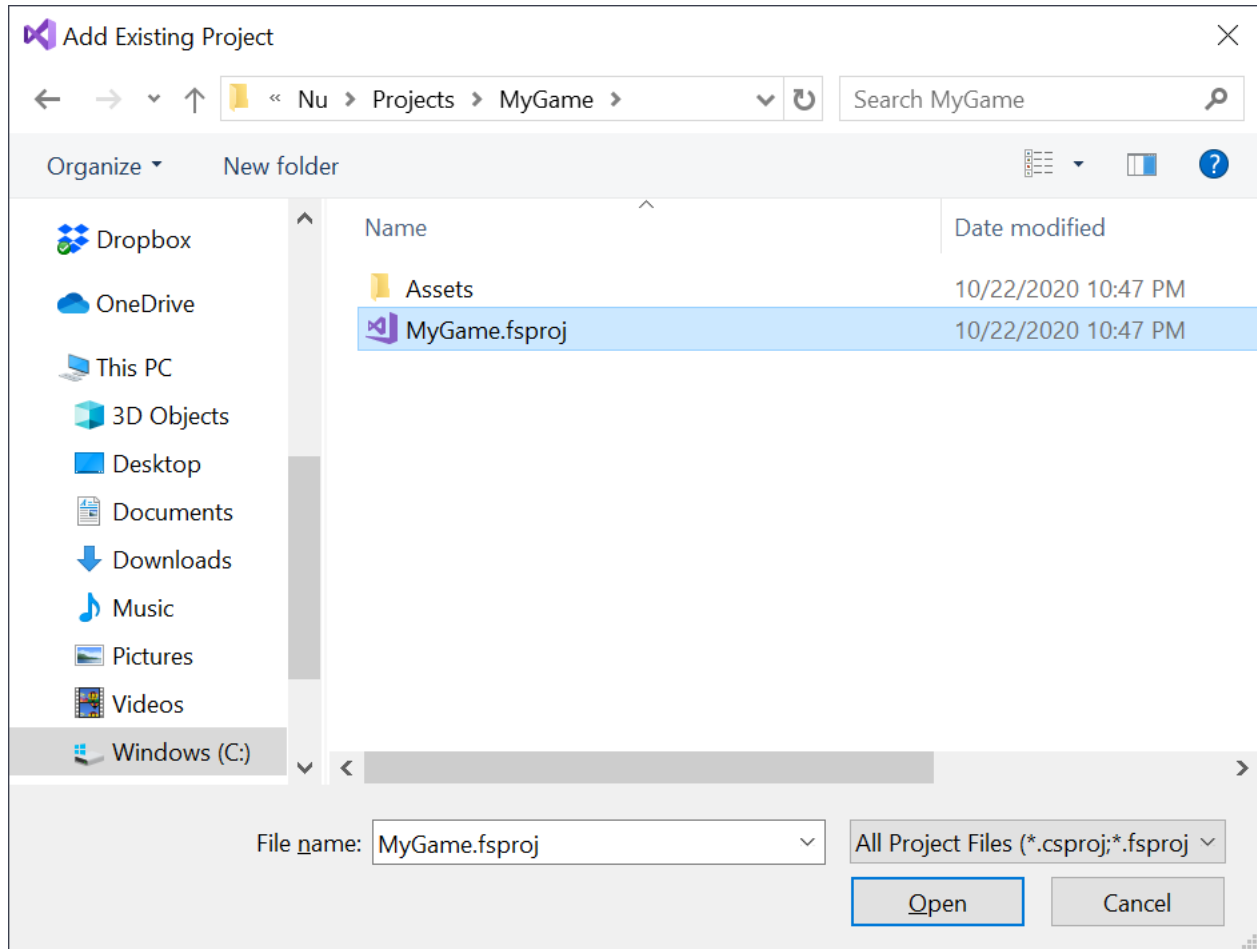 Add Existing Project
« Nu > Projects > MyGame > Search MyGame
Organize New folder
Name Date modified
Dropbox
OneDrive
This PC
3D Objects
Desktop
Documents
Downloads
Music
Pictures
Videos
Windows (C:)
Assets 10/22/2020 10:47 PM
MyGame.fsproj 10/22/2020 10:47 PM
File name: MyGame.fsproj All Project Files (*.csproj;*.fsproj
Open Cancel